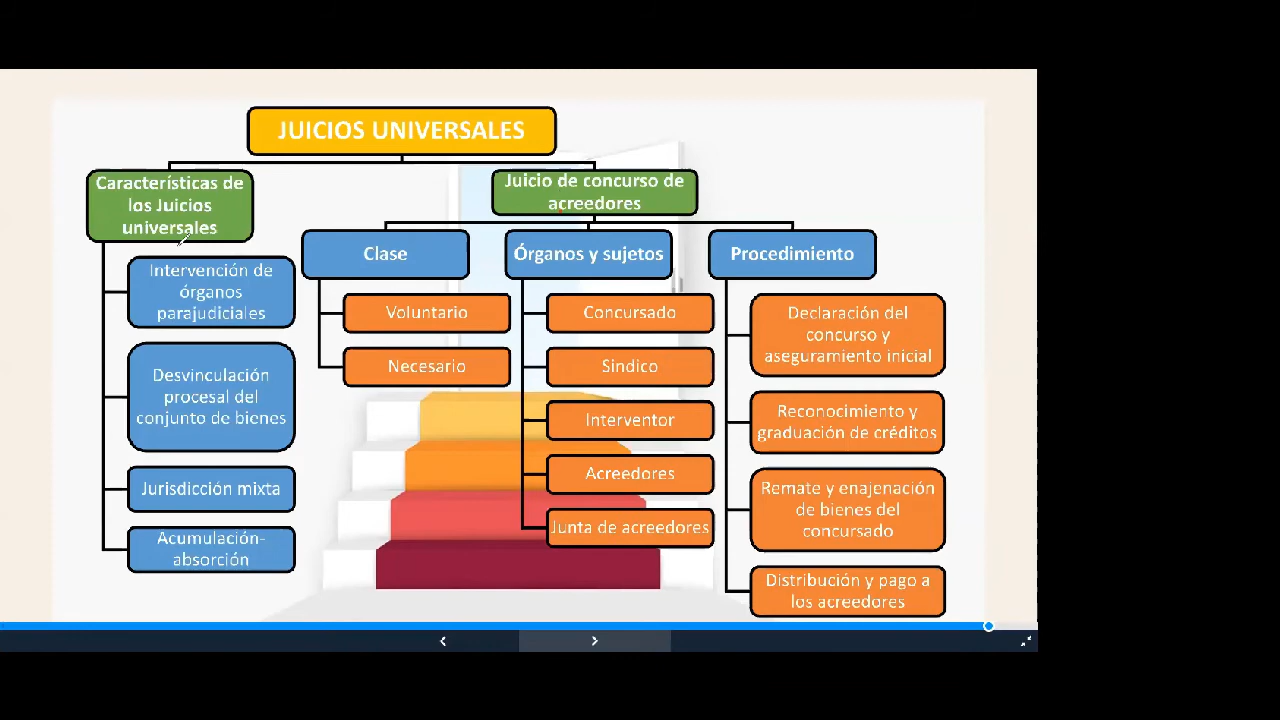 JUICIOS UNIVERSALES
Características de
los Juicios
universales
Intervención de
órganos
parajudiciales
Desvinculación
procesal del
conjunto de bienes
Jurisdicción mixta
Acumulación-
absorción
Juicio de concurso de
acreedores
Clase
Voluntario
Necesario
Órganos y sujetos
Concursado
Sindico
Interventor
Acreedores
Junta de acreedores
Procedimiento
Declaración del
concurso y
aseguramiento inicial
Reconocimiento y
graduación de créditos
Remate y enajenación
de bienes del
concursado
Distribución y pago a
los acreedores